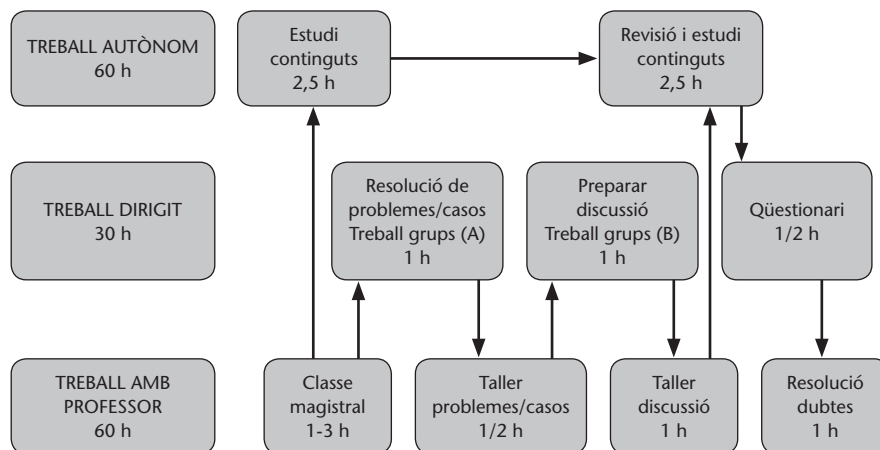 TREBALL AUTÒNOM
60 h
Estudi
continguts
2,5 h
Revisió i estudi
continguts
2,5 h
TREBALL DIRIGIT
30 h
Resolució de
problemes/casos
Treball grups (A)
1 h
Preparar
discussió
Treball grups (B)
1 h
Qüestionari
1/2 h
TREBALL AMB
PROFESSOR
60 h
Classe
magistral
1-3 h
Taller
problemes/casos
1/2 h
Taller
discussió
1 h
Resolució
dubtes
1 h